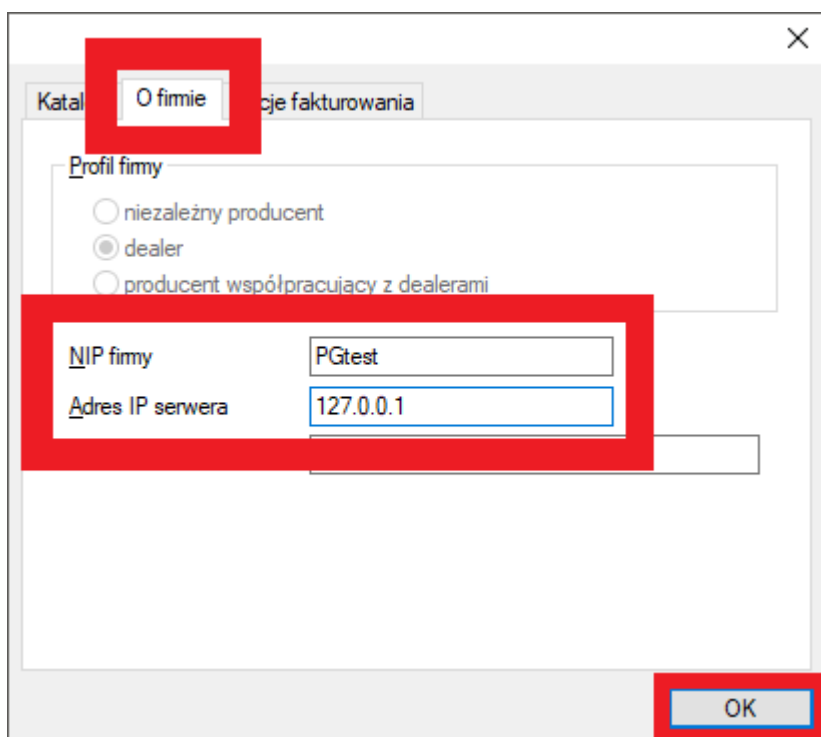 O firmie
cje fakturowania
Profil firmy
niezależny producent
dealer
producent współpracujący z dealerami
NIP firmy
PGtest
Adres IP serwera
127.0.0.1
OK